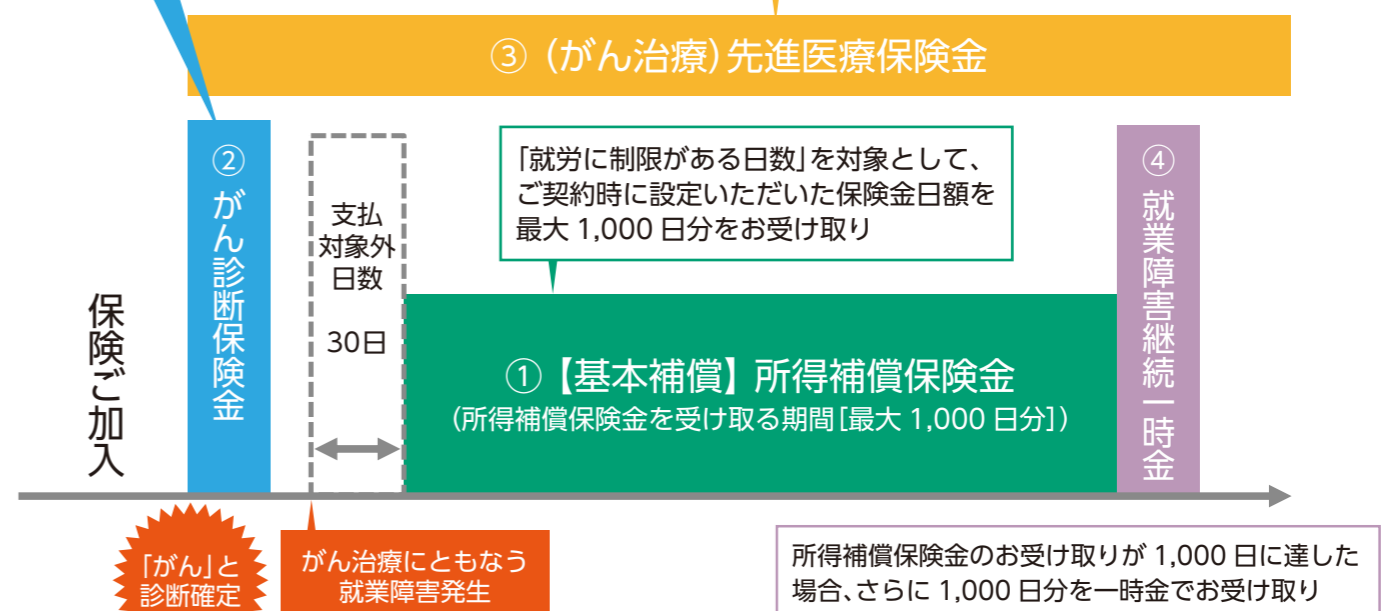 ③（がん治療）先進医療保険金
②がん診断保険金
支払
対象外
日数
30日
「就労に制限がある日数」を対象として、
ご契約時に設定いただいた保険金日額を
最大 1,000 日分をお受け取り
④就業障害継続一時金
保険ご加入
①【基本補償】所得補償保険金
（所得補償保険金を受け取る期間［最大 1,000 日分］）
「がん」と
診断確定
がん治療にともなう
就業障害発生
所得補償保険金のお受け取りが 1,000 日に達した
場合、さらに 1,000 日分を一時金でお受け取り